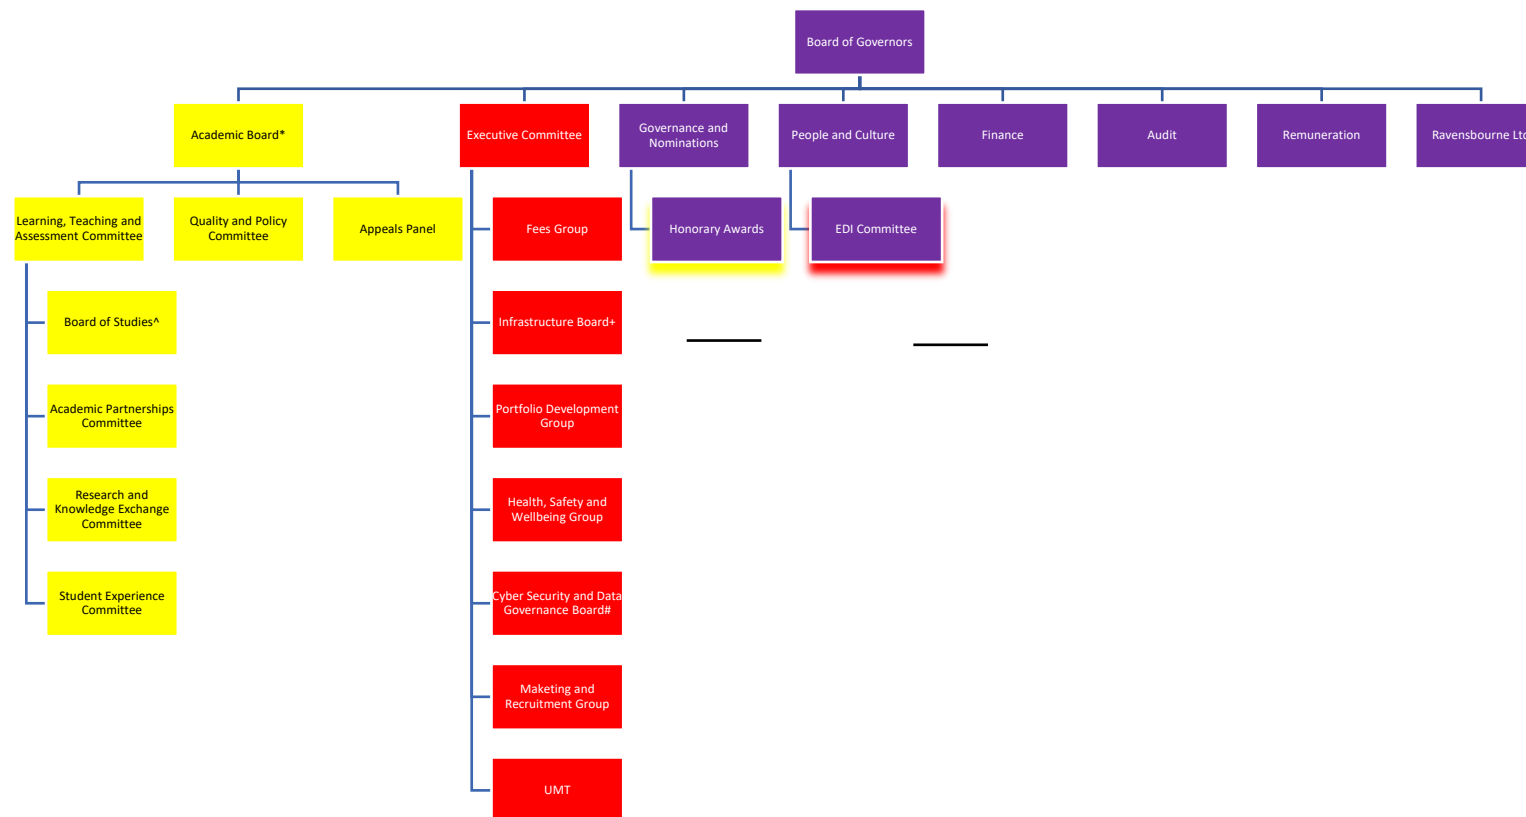 Board of Governors
Academic Board*
Executive Committee
Governance and
Nominations
People and Culture
Finance
Audit
Remuneration
Ravensbourne Ltd
Learning, Teaching and
Assessment Committee
Quality and Policy
Committee
Appeals Panel
Fees Group
Honorary Awards
EDI Committee
Board of Studies^
Infrastructure Board+
Academic Partnerships
Committee
Portfolio Development
Group
Research and
Knowledge Exchange
Committee
Health, Safety and
Wellbeing Group
Student Experience
Committee
Cyber Security and Data
Governance Board#
Maketing and
Recruitment Group
UMT